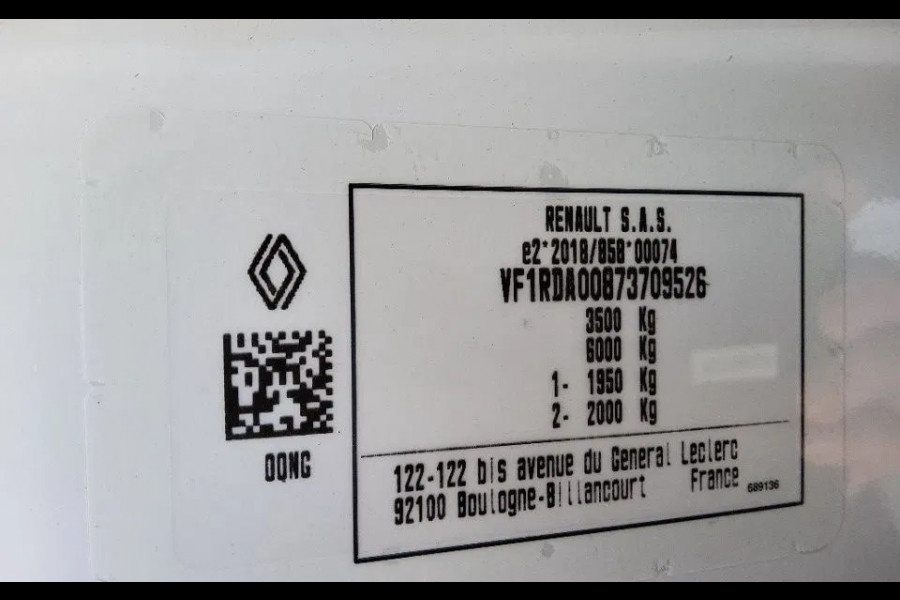 RENAULT S.A.S.
e2*2018/858*00074
VF1RDA00873709526
3500 Kg
6000 Kg
1- 1950 Kg
2- 2000 Kg
OQNG
122-122 bis avenue du General Leclerc
92100 Boulogne-Billancourt France 689136